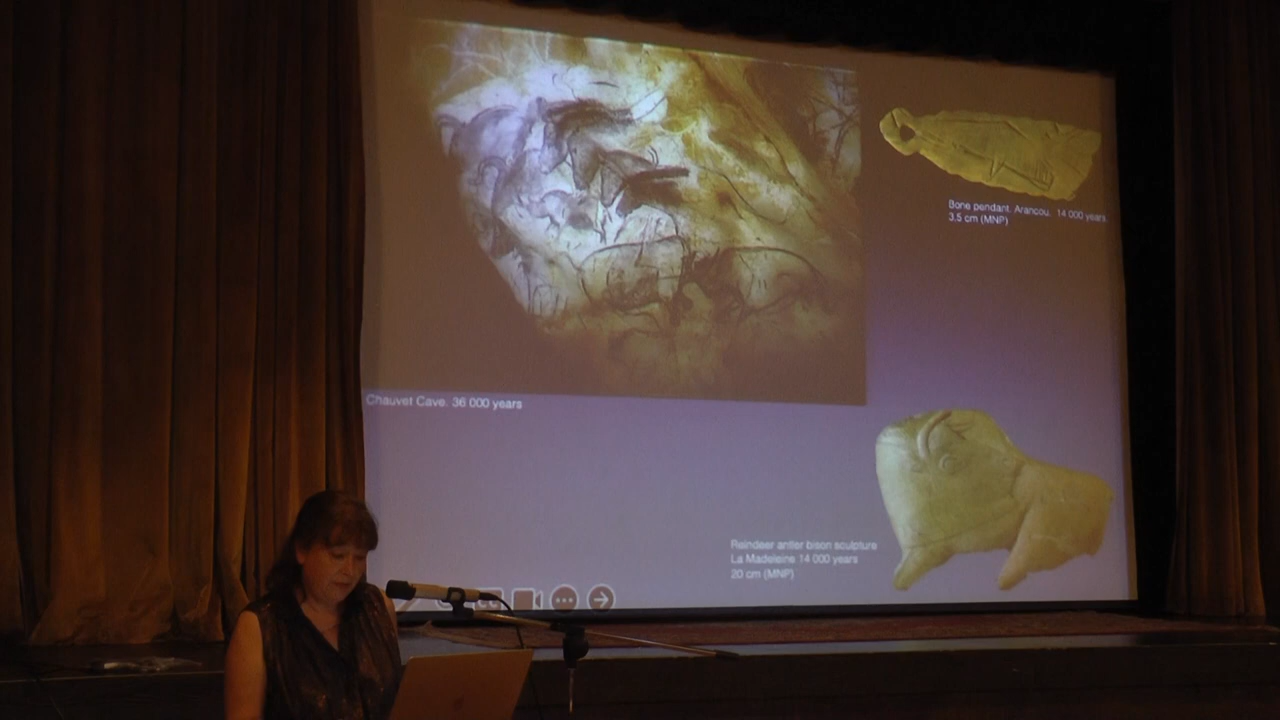 Bone pendant. Arancou. 14 000 years.
3.5 cm (MNP)
Chauvet Cave. 36 000 years
Reindeer antler bison sculpture
La Madeleine 14 000 years
20 cm (MNP)